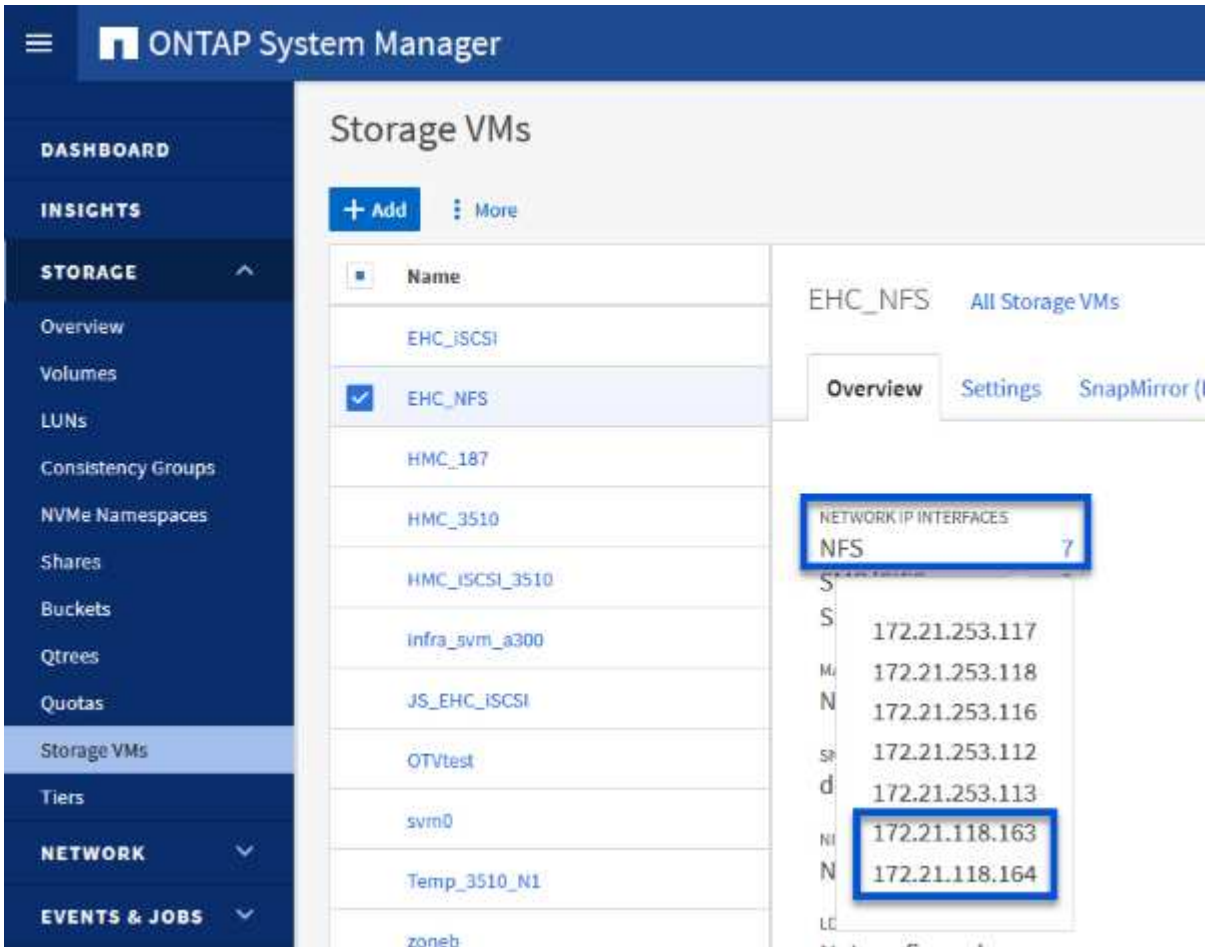 ONTAP System Manager
DASHBOARD
INSIGHTS
STORAGE
Overview
Volumes
LUNs
Consistency Groups
NVMe Namespaces
Shares
Buckets
Qtrees
Quotas
Storage VMs
Tiers
NETWORK
EVENTS & JOBS
Storage VMs
+ Add
More
Name
EHC_iSCSI
EHC_NFS
HMC_187
HMC_3510
HMC_iSCSI_3510
infra_svm_a300
JS_EHC_iSCSI
OTVtest
svm0
Temp_3510_N1
zoneb
EHC_NFS All Storage VMs
Overview Settings SnapMirror (
NETWORK IP INTERFACES
NFS 7
172.21.253.117
172.21.253.118
172.21.253.116
172.21.253.112
172.21.253.113
172.21.118.163
172.21.118.164